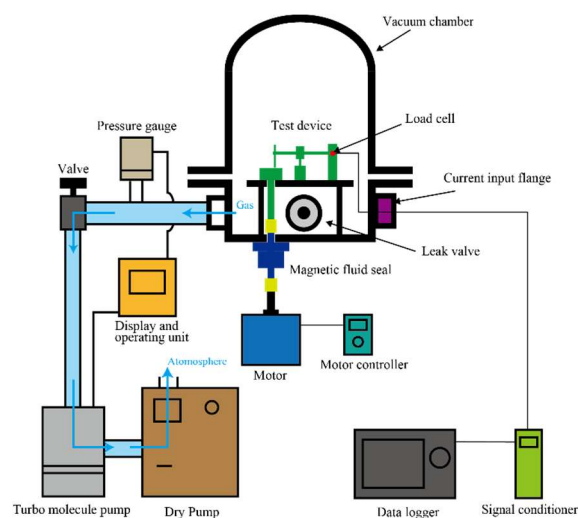 Vacuum chamber
Pressure gauge
Test device
Load cell
Valve
Current input flange
Gas
Leak valve
Magnetic fluid seal
Display and
operating unit
Atomosphere
Motor
Motor controller
Turbo molecule pump
Dry Pump
Data logger
Signal conditioner